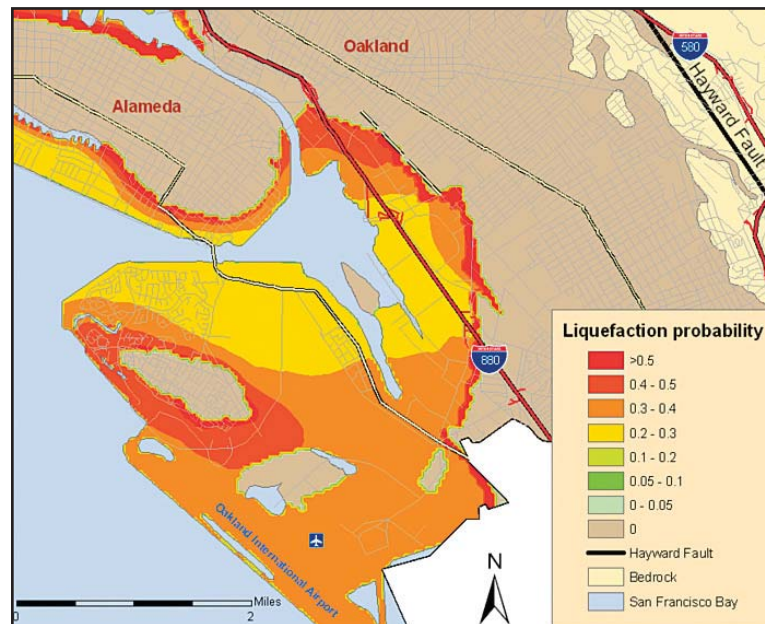 Oakland
INTERSTATE
580
Alameda
Hayward Fault
Liquefaction probability
>0.5
0.4 - 0.5
0.3 - 0.4
0.2 - 0.3
0.1 - 0.2
0.05 - 0.1
0 - 0.05
0
Hayward Fault
Bedrock
San Francisco Bay
INTERSTATE
880
Oakland International Airport
N
Miles
0
2